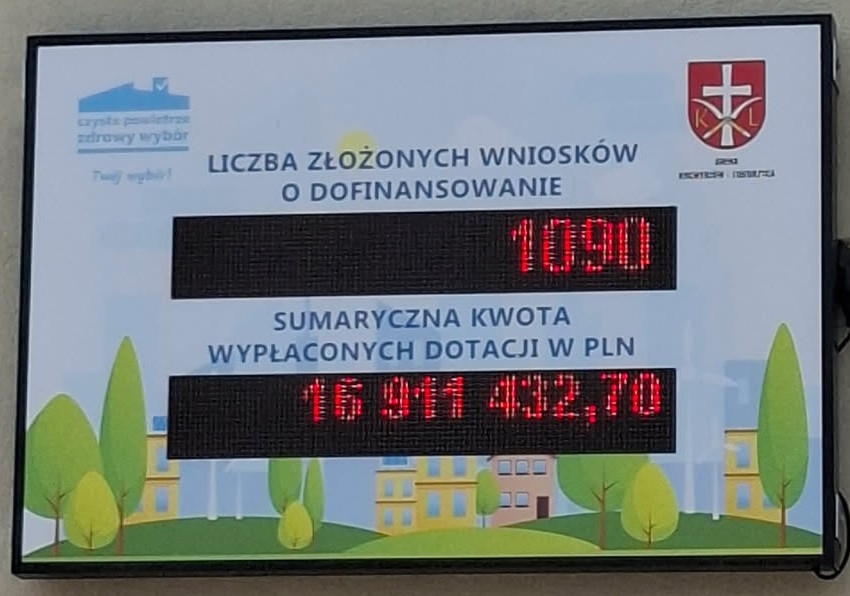 czyste powietrze
zdrowy wybór
Twój wybór!
K L
LICZBA ZŁOŻONYCH WNIOSKÓW
O DOFINANSOWANIE
1090
SUMARYCZNA KWOTA
WYPŁACONYCH DOTACJI W PLN
16 911 432,70